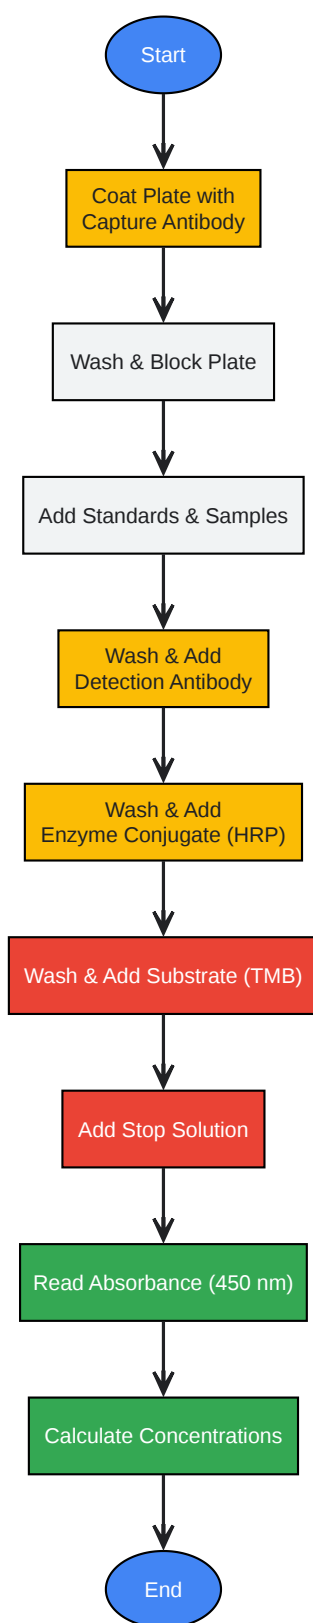 Start
Coat Plate with
Capture Antibody
Wash & Block Plate
Add Standards & Samples
Wash & Add
Detection Antibody
Wash & Add
Enzyme Conjugate (HRP)
Wash & Add Substrate (TMB)
Add Stop Solution
Read Absorbance (450 nm)
Calculate Concentrations
End